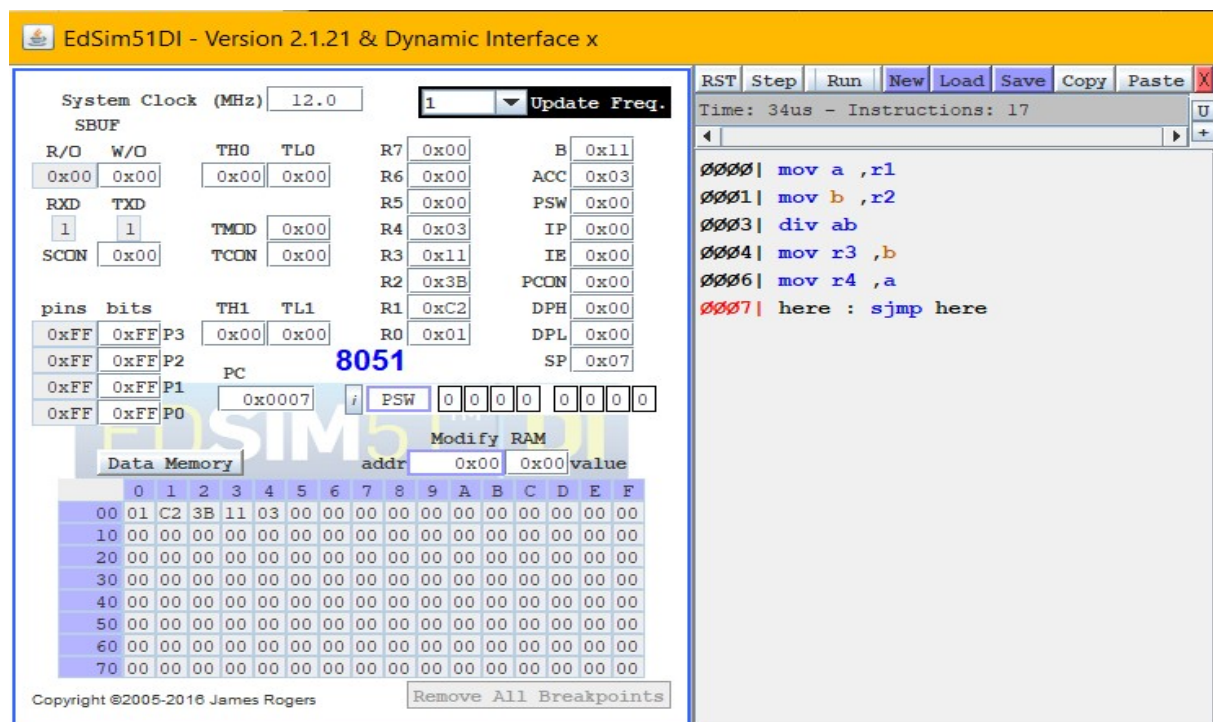 EdSim51DI - Version 2.1.21 & Dynamic Interface x
System Clock (MHz) 12.0 1 Update Freq.
SBUF
R/O W/O TH0 TL0 R7 0x00 B 0x11
0x00 0x00 0x00 0x00 R6 0x00 ACC 0x03
RXD TXD R5 0x00 PSW 0x00
1 1 TMOD 0x00 R4 0x03 IP 0x00
SCON 0x00 TCON 0x00 R3 0x11 IE 0x00
R2 0x3B PCON 0x00
pins bits TH1 TL1 R1 0xC2 DPH 0x00
0xFF 0xFF P3 0x00 0x00 R0 0x01 DPL 0x00
0xFF 0xFF P2 8051 SP 0x07
PC
0xFF 0xFF P1 0x0007 i PSW 0 0 0 0 0 0 0 0
0xFF 0xFF P0
EDSIM51 DI
Modify RAM
Data Memory addr 0x00 0x00 value
0 1 2 3 4 5 6 7 8 9 A B C D E F
00 01 C2 3B 11 03 00 00 00 00 00 00 00 00 00 00 00
10 00 00 00 00 00 00 00 00 00 00 00 00 00 00 00 00
20 00 00 00 00 00 00 00 00 00 00 00 00 00 00 00 00
30 00 00 00 00 00 00 00 00 00 00 00 00 00 00 00 00
40 00 00 00 00 00 00 00 00 00 00 00 00 00 00 00 00
50 00 00 00 00 00 00 00 00 00 00 00 00 00 00 00 00
60 00 00 00 00 00 00 00 00 00 00 00 00 00 00 00 00
70 00 00 00 00 00 00 00 00 00 00 00 00 00 00 00 00
Copyright ©2005-2016 James Rogers Remove All Breakpoints
RST Step Run New Load Save Copy Paste X
Time: 34us - Instructions: 17 U
+
0000| mov a ,r1
0001| mov b ,r2
0003| div ab
0004| mov r3 ,b
0006| mov r4 ,a
0007| here : sjmp here